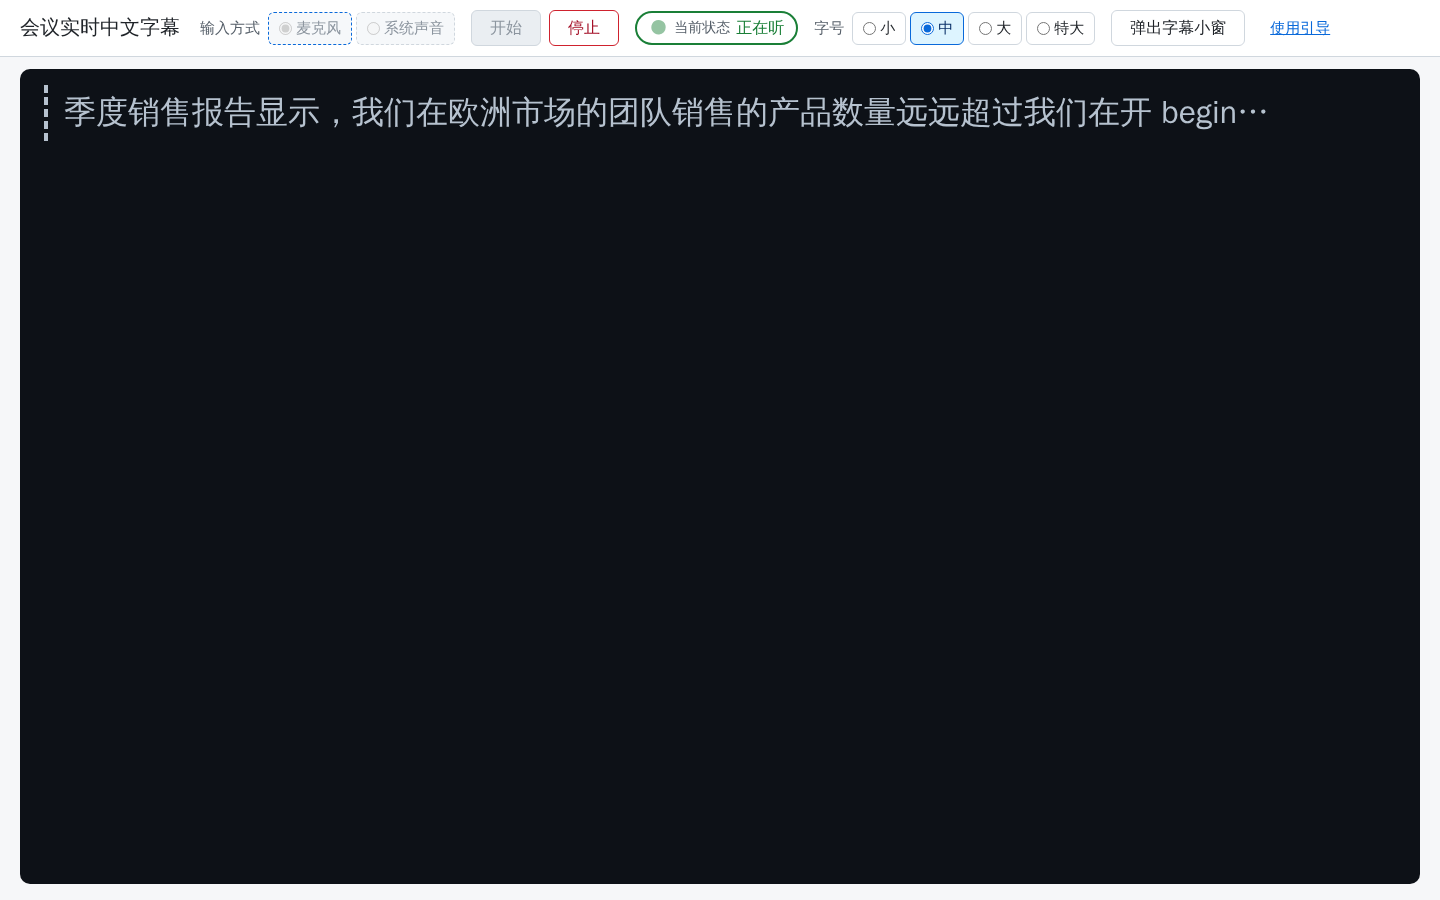 会议实时中文字幕 输入方式 麦克风 系统声音 开始 停止 当前状态 正在听 字号 小 中 大 特大 弹出字幕小窗 使用引导
季度销售报告显示，我们在欧洲市场的团队销售的产品数量远远超过我们在开 begin…